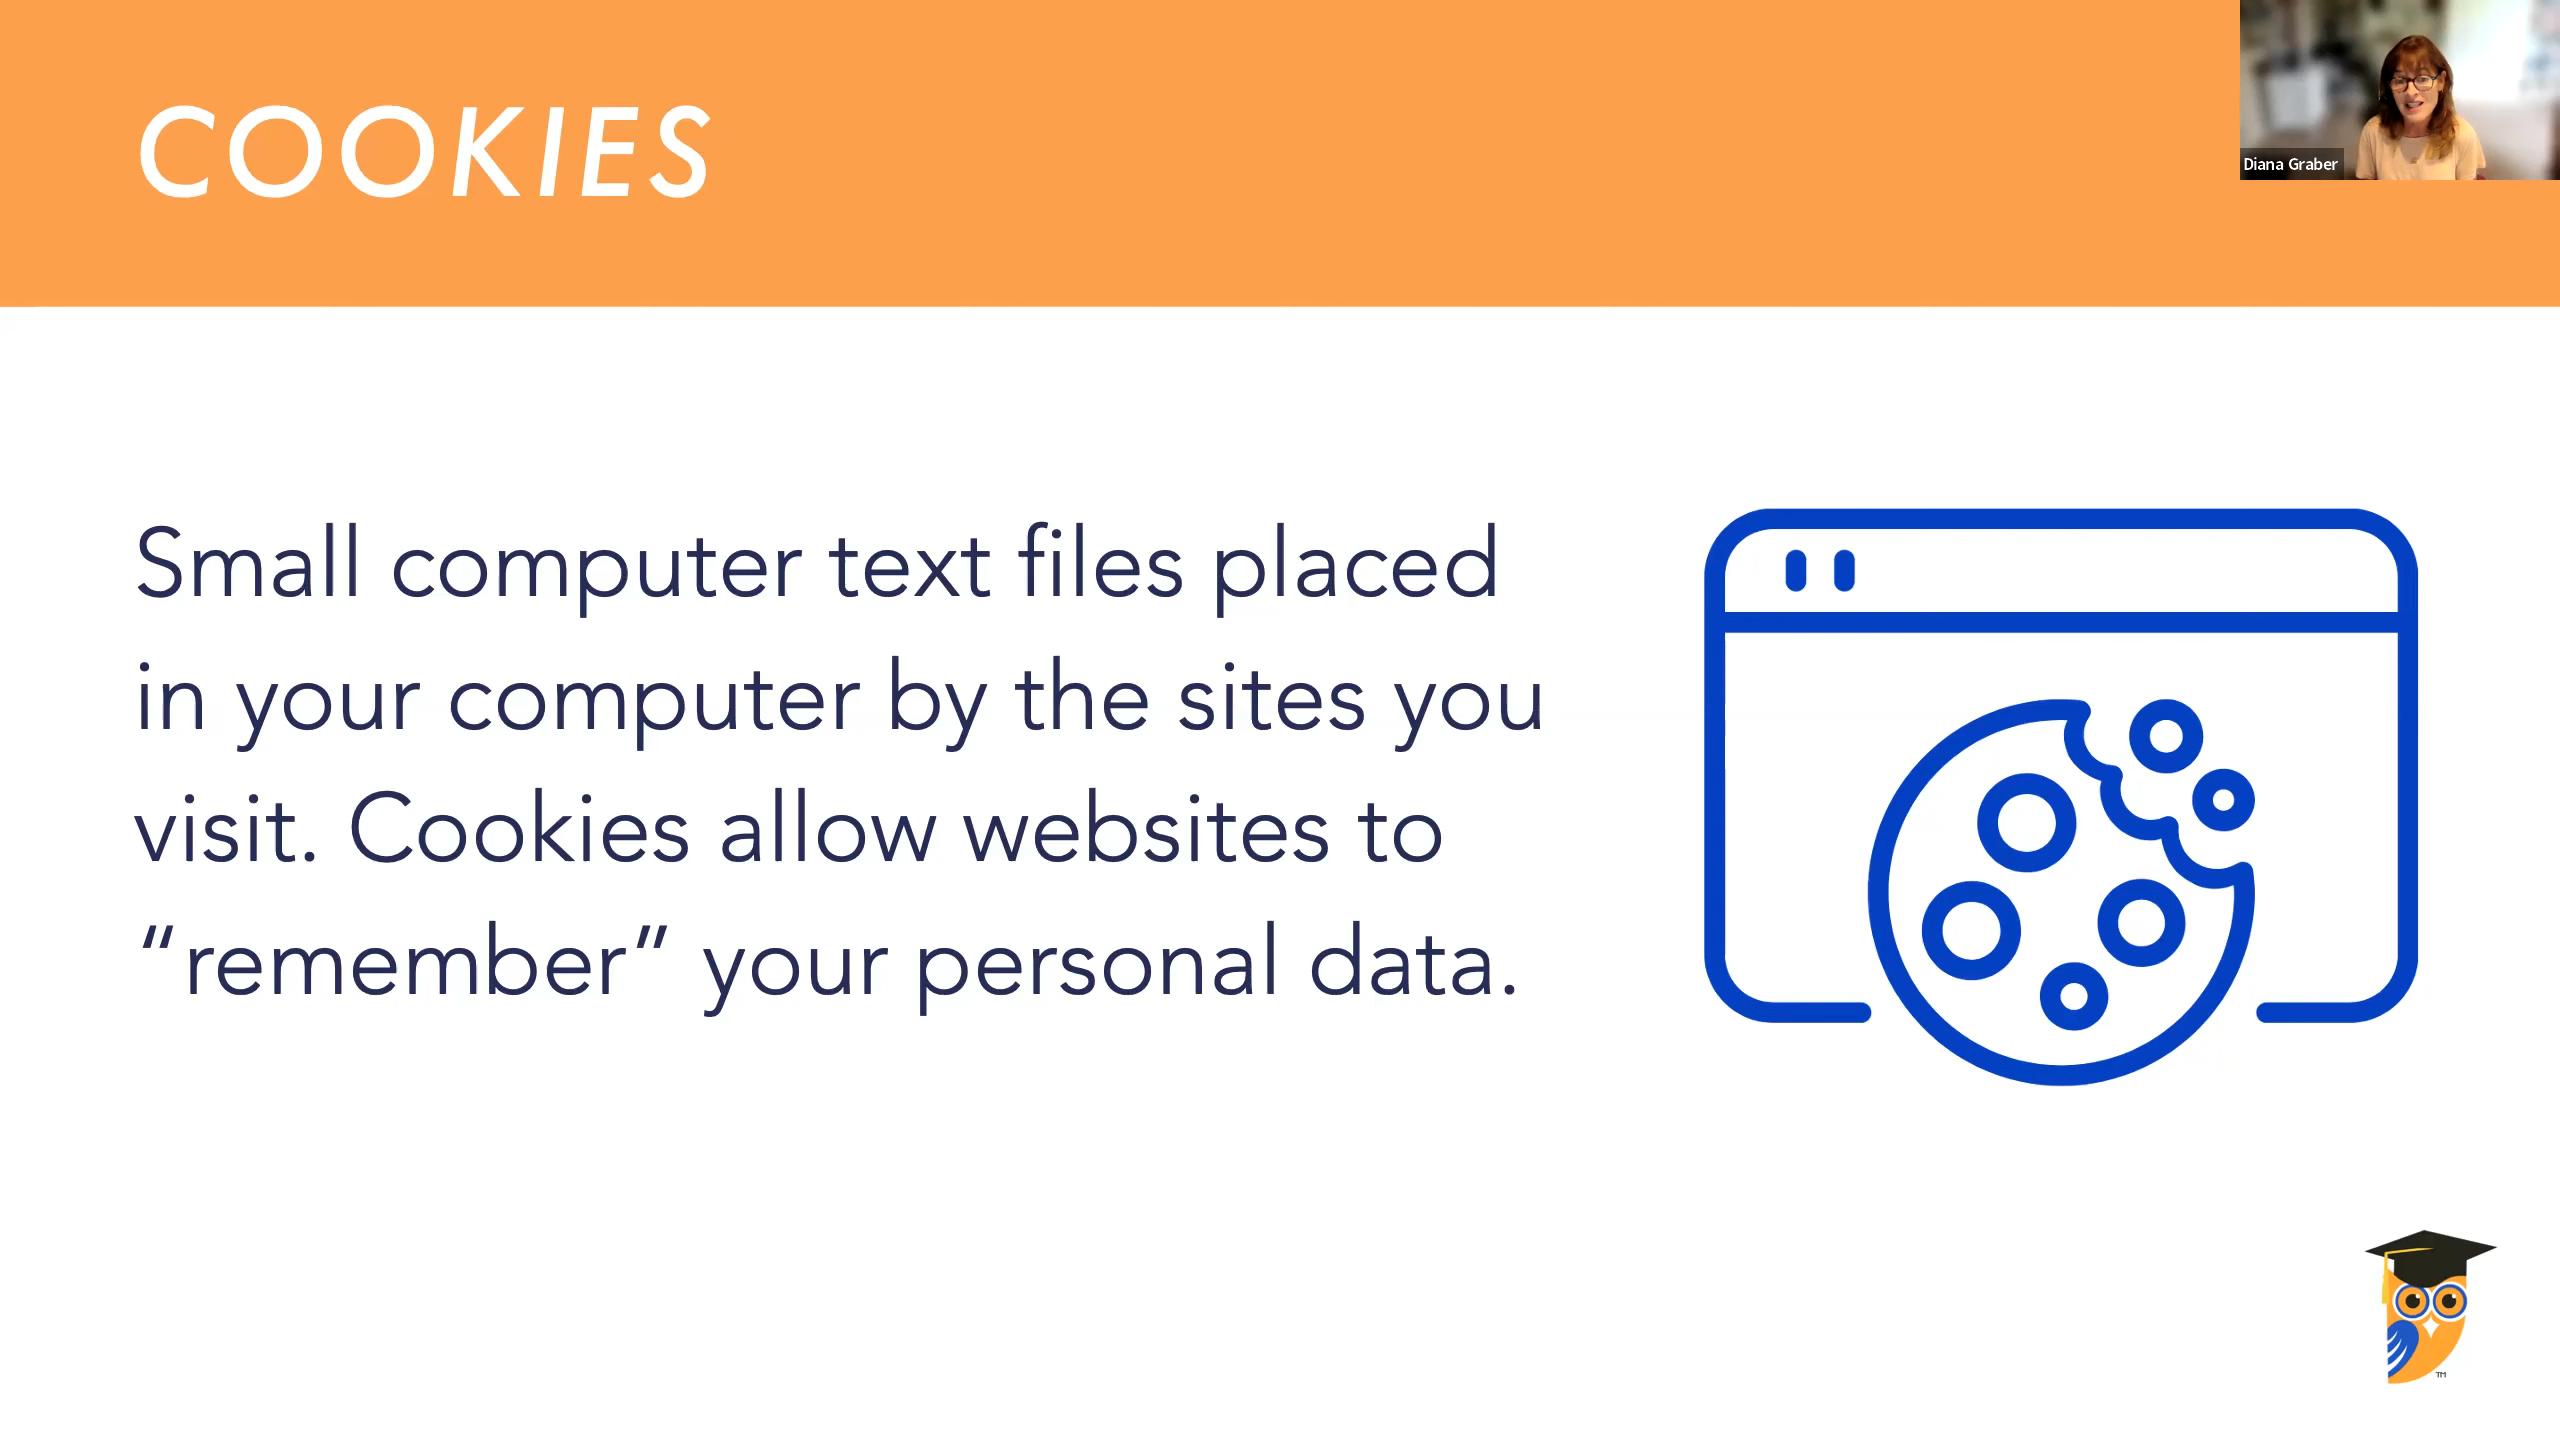 COOKIES
Diana Graber
Small computer text files placed
in your computer by the sites you
visit. Cookies allow websites to
“remember” your personal data.
TM